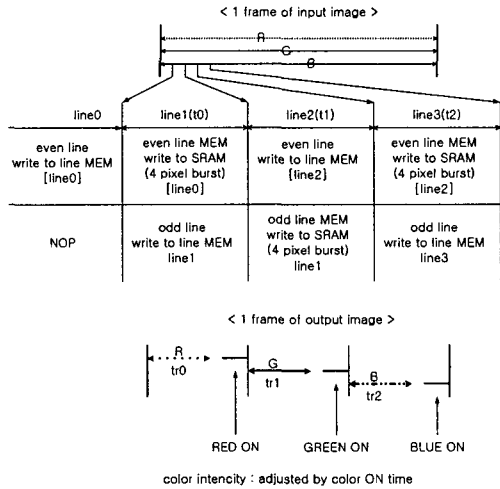 < 1 frame of input image >
R
G
B
line0 line1(t0) line2(t1) line3(t2)
even line
write to line MEM
[line0]
even line MEM
write to SRAM
(4 pixel burst)
[line0]
even line
write to line MEM
[line2]
even line MEM
write to SRAM
(4 pixel burst)
[line2]
NOP
odd line
write to line MEM
line1
odd line MEM
write to SRAM
(4 pixel burst)
line1
odd line
write to line MEM
line3
< 1 frame of output image >
R G B
tr0 tr1 tr2
RED ON GREEN ON BLUE ON
color intencity : adjusted by color ON time